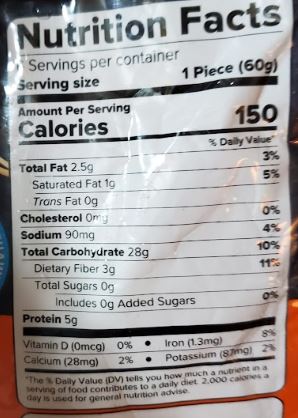 Nutrition Facts
Servings per container
Serving size 1 Piece (60g)
Amount Per Serving
Calories 150
% Daily Value*
Total Fat 2.5g 3%
Saturated Fat 1g 5%
Trans Fat 0g
Cholesterol 0mg 0%
Sodium 90mg 4%
Total Carbohydrate 28g 10%
Dietary Fiber 3g 11%
Total Sugars 0g
Includes 0g Added Sugars 0%
Protein 5g
Vitamin D (0mcg) 0% • Iron (1.3mg) 8%
Calcium (28mg) 2% • Potassium (87mg) 2%
*The % Daily Value (DV) tells you how much a nutrient in a
serving of food contributes to a daily diet. 2,000 calories a
day is used for general nutrition advise.